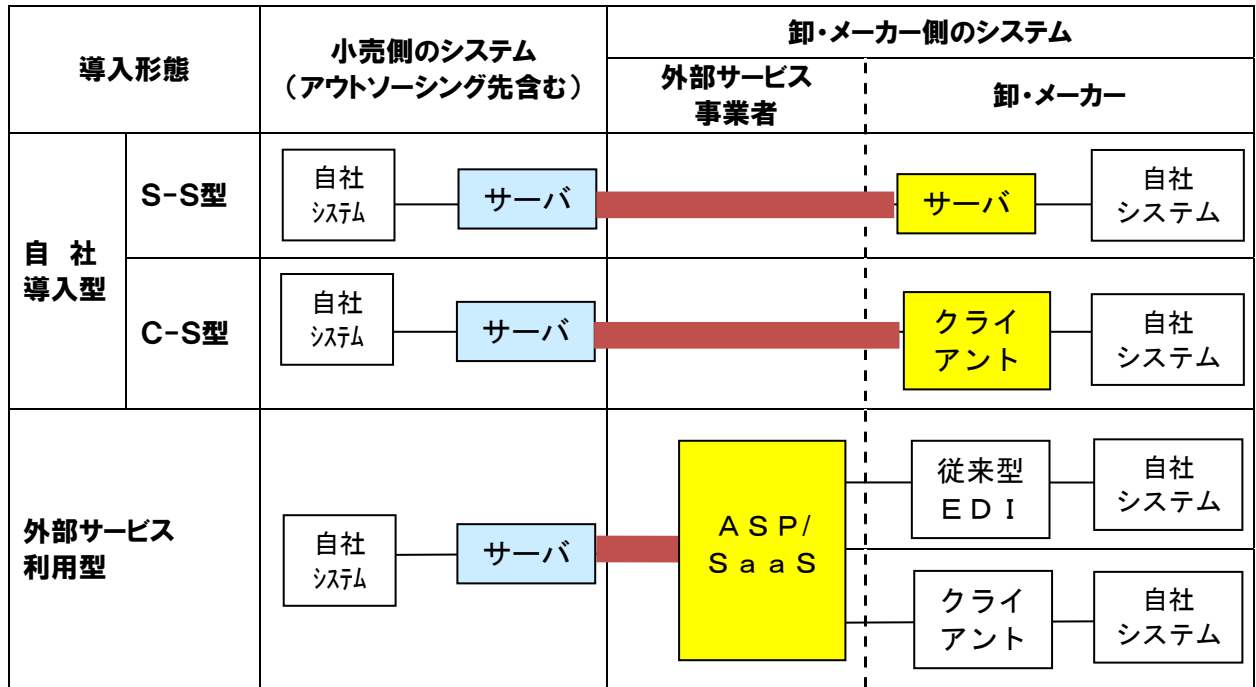 導入形態
小売側のシステム
（アウトソーシング先含む）
卸・メーカー側のシステム
外部サービス
事業者
卸・メーカー
自 社
導入型
S-S型
自社
ｼｽﾃﾑ
サーバ
サーバ
自社
システム
C-S型
自社
ｼｽﾃﾑ
サーバ
クライ
アント
自社
システム
外部サービス
利用型
自社
ｼｽﾃﾑ
サーバ
ＡＳＰ/
ＳａａＳ
従来型
ＥＤＩ
自社
システム
クライ
アント
自社
システム